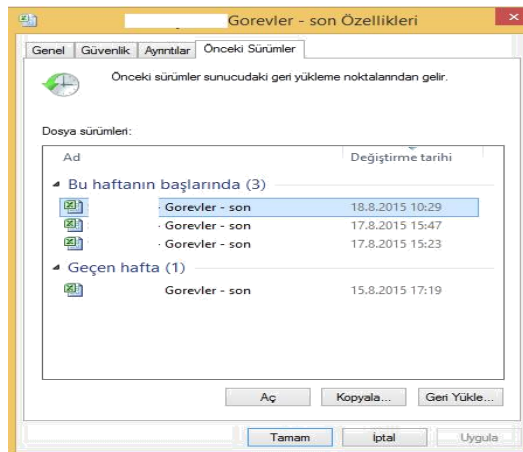 Gorevler - son Özellikleri
Genel Güvenlik Ayrıntılar Önceki Sürümler
Önceki sürümler sunucudaki geri yükleme noktalarından gelir.
Dosya sürümleri:
Ad Değiştirme tarihi
Bu haftanın başlarında (3)
- Gorevler - son 18.8.2015 10:29
- Gorevler - son 17.8.2015 15:47
- Gorevler - son 17.8.2015 15:23
Geçen hafta (1)
Gorevler - son 15.8.2015 17:19
Aç Kopyala... Geri Yükle...
Tamam İptal Uygula